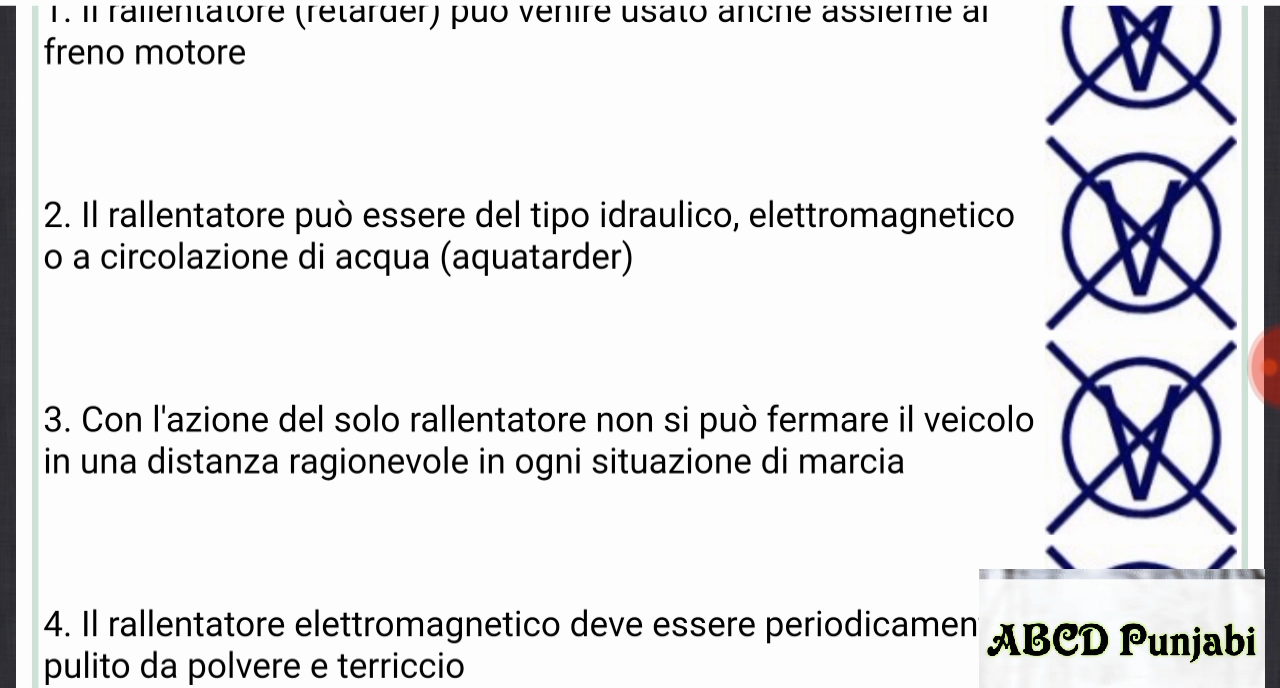 1. Il rallentatore (retarder) può venire usato anche assieme al
freno motore
V
2. Il rallentatore può essere del tipo idraulico, elettromagnetico
o a circolazione di acqua (aquatarder)
V
3. Con l'azione del solo rallentatore non si può fermare il veicolo
in una distanza ragionevole in ogni situazione di marcia
V
4. Il rallentatore elettromagnetico deve essere periodicamen
pulito da polvere e terriccio
ABCD Punjabi